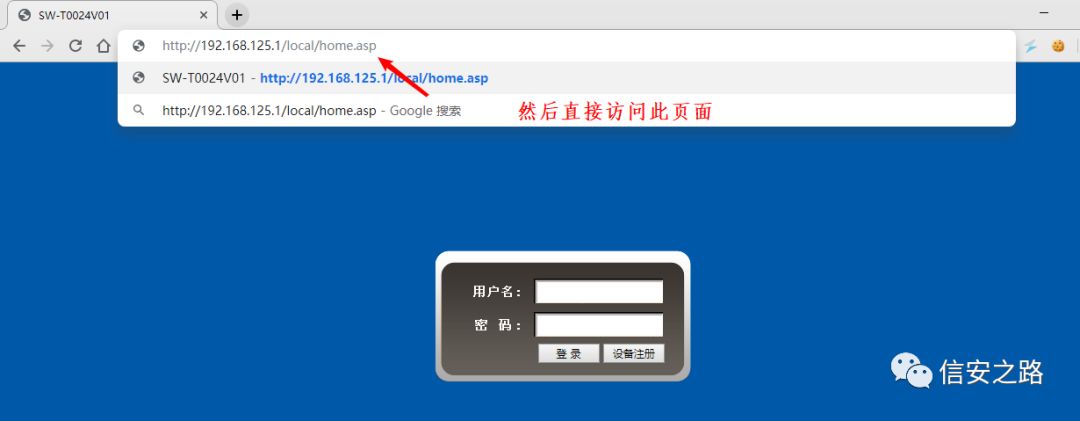 SW-T0024V01
http://192.168.125.1/local/home.asp
SW-T0024V01 - http://192.168.125.1/local/home.asp
http://192.168.125.1/local/home.asp - Google 搜索
然后直接访问此页面
用户名：
密 码：
登 录 设备注册
信安之路